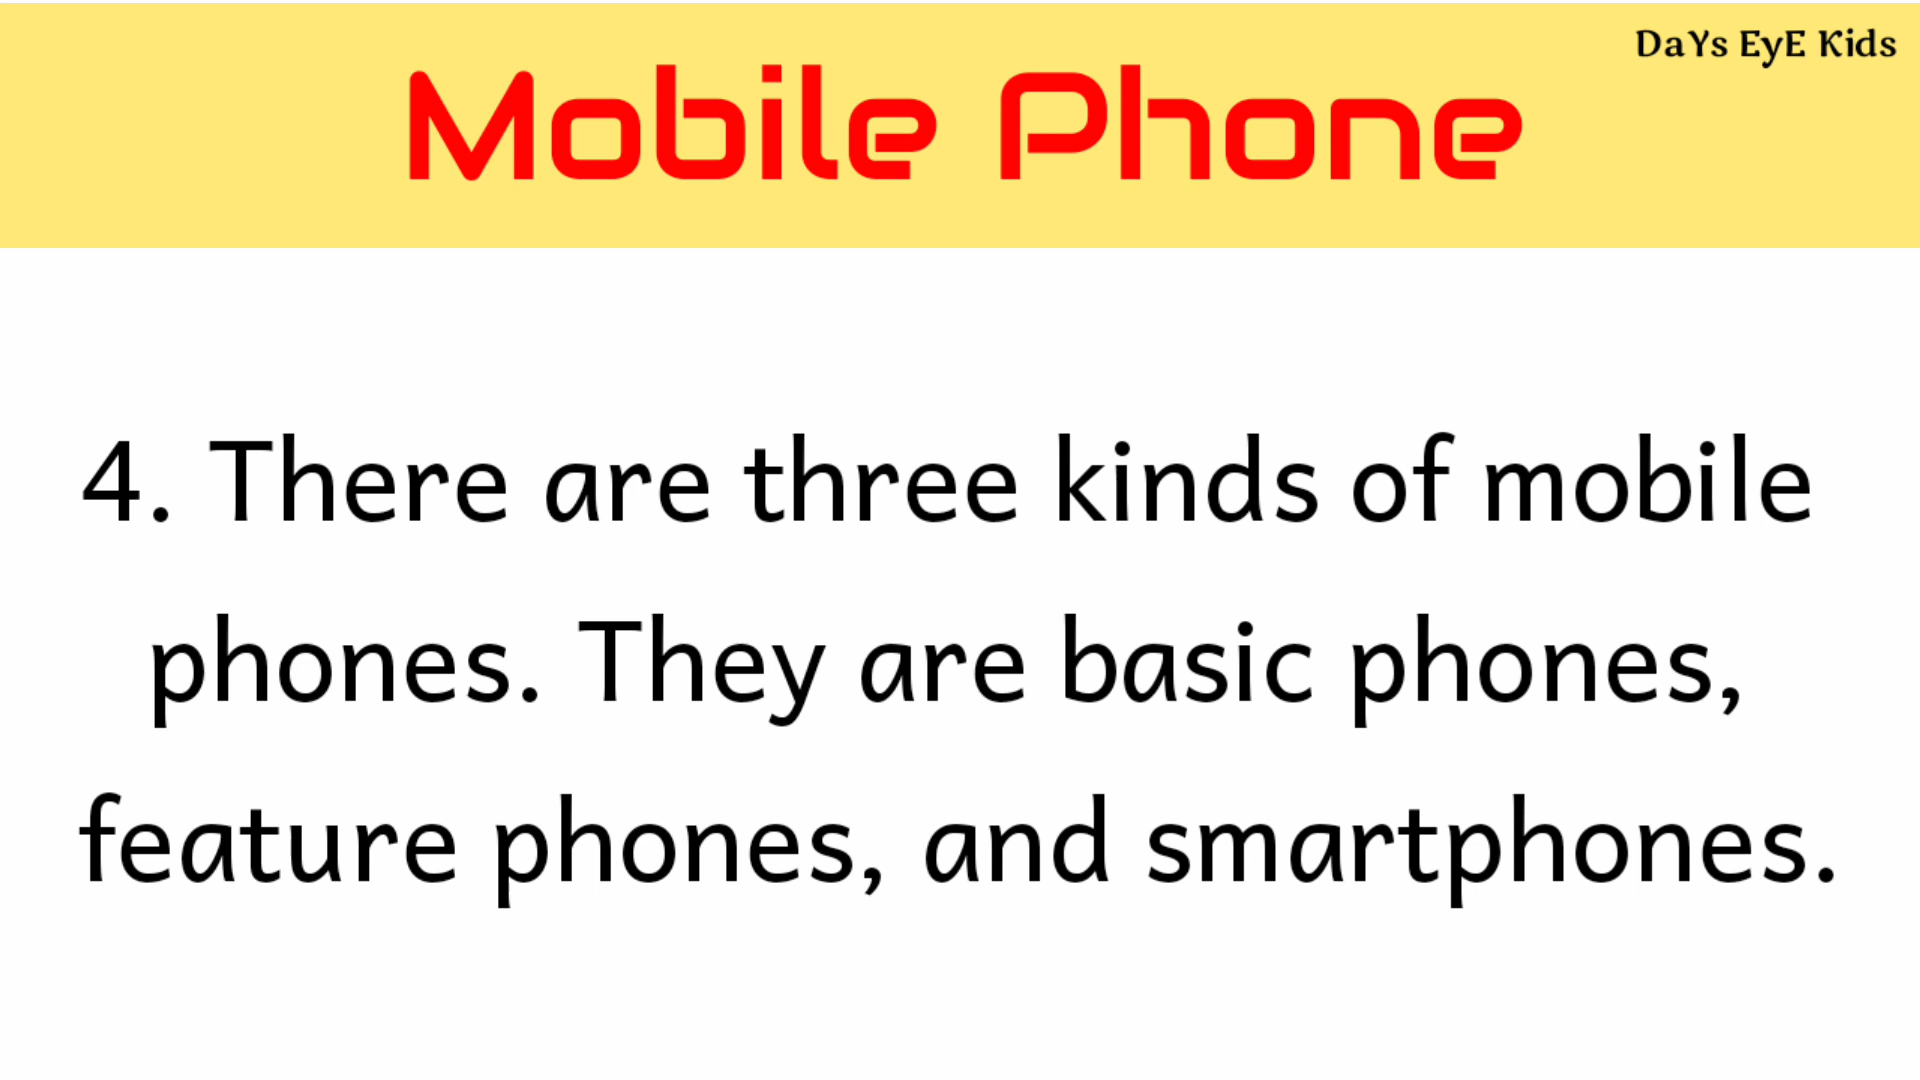 DaYs EyE Kids
Mobile Phone
4. There are three kinds of mobile
phones. They are basic phones,
feature phones, and smartphones.